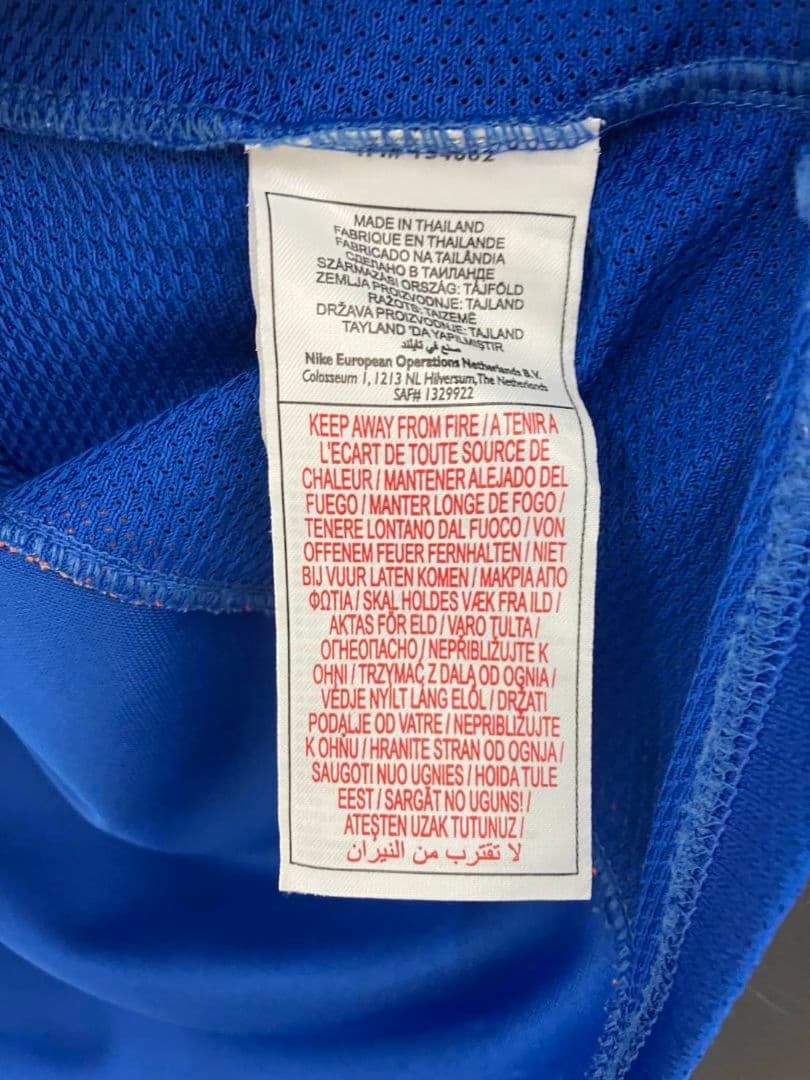 MADE IN THAILAND
FABRIQUE EN THAILANDE
FABRICADO NA TAILÂNDIA
СДЕЛАНО В ТАИЛАНДЕ
SZÁRMAZÁSI ORSZÁG: TÁJFÖLD
ZEMLJA PROIZVODNJE: TAJLAND
RAŽOTS: TAIZEMĒ
DRŽAVA PROIZVODNJE: TAJLAND
TAYLAND 'DA YAPILMISTIR
صنع في تايلند
Nike European Operations Netherlands B.V.
Colosseum 1, 1213 NL Hilversum, The Netherlands
SAF# 1329922
KEEP AWAY FROM FIRE / A TENIR A
L'ECART DE TOUTE SOURCE DE
CHALEUR / MANTENER ALEJADO DEL
FUEGO / MANTER LONGE DE FOGO /
TENERE LONTANO DAL FUOCO / VON
OFFENEM FEUER FERNHALTEN / NIET
BIJ VUUR LATEN KOMEN / ΜΑΚΡΙΑ ΑΠΟ
ΦΩΤΙΑ / SKAL HOLDES VÆK FRA ILD /
AKTAS FÖR ELD / VARO TULTA /
ОГНЕОПАСНО / NEPŘIBLIŽUJTE K
OHNI / TRZYMAĆ Z DALA OD OGNIA /
VÉDJE NYÍLT LÁNG ELŐL / DRŽATI
PODALJE OD VATRE / NEPRIBLIŽUJTE
K OHŇU / HRANITE STRAN OD OGNJA /
SAUGOTI NUO UGNIES / HOIDA TULE
EEST / SARGĀT NO UGUNS! /
ATEŞTEN UZAK TUTUNUZ /
لا تقترب من النيران